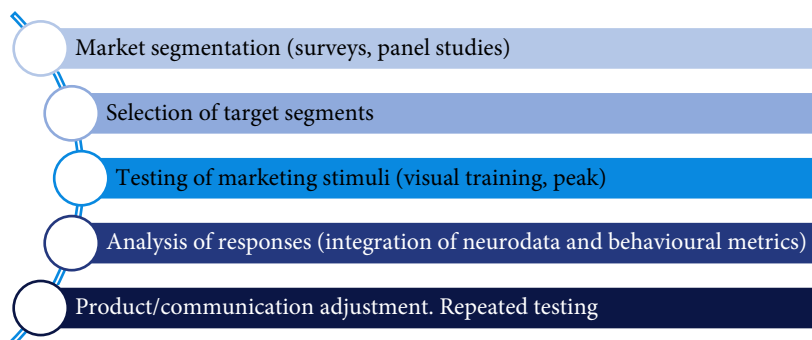 Market segmentation (surveys, panel studies)
Selection of target segments
Testing of marketing stimuli (visual training, peak)
Analysis of responses (integration of neurodata and behavioural metrics)
Product/communication adjustment. Repeated testing